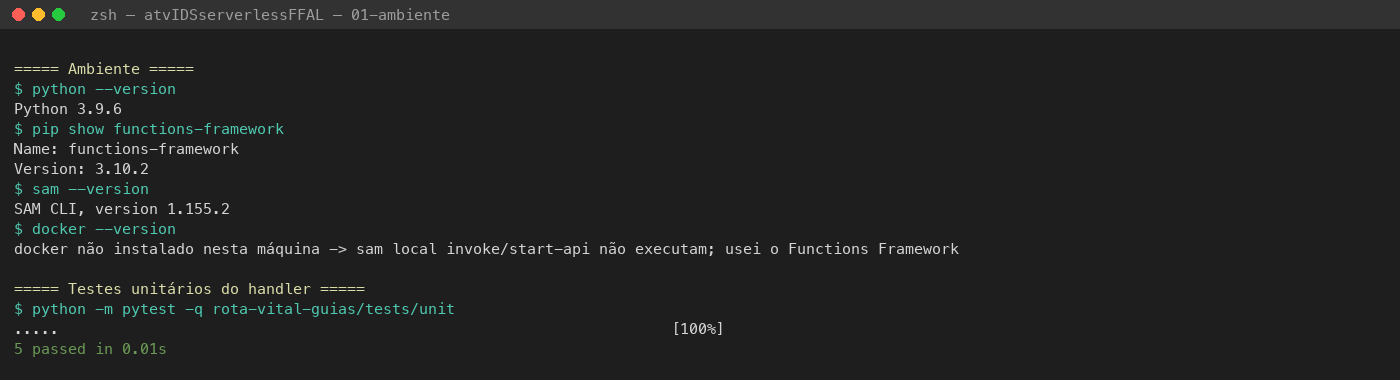 zsh — atvIDSserverlessFFAL — 01-ambiente
===== Ambiente =====
$ python --version
Python 3.9.6
$ pip show functions-framework
Name: functions-framework
Version: 3.10.2
$ sam --version
SAM CLI, version 1.155.2
$ docker --version
docker não instalado nesta máquina -> sam local invoke/start-api não executam; usei o Functions Framework
===== Testes unitários do handler =====
$ python -m pytest -q rota-vital-guias/tests/unit
..... [100%]
5 passed in 0.01s